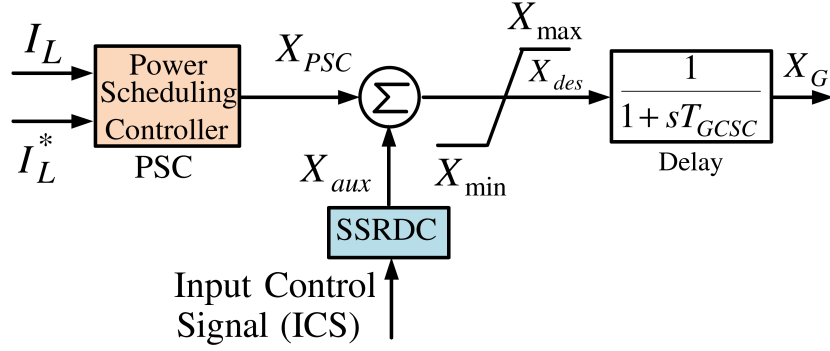 I_L
I_L^*
Power
Scheduling
Controller
PSC
X_PSC
Σ
X_aux
SSRDC
Input Control
Signal (ICS)
X_max
X_des
X_min
1
1+sT_GCSC
Delay
X_G